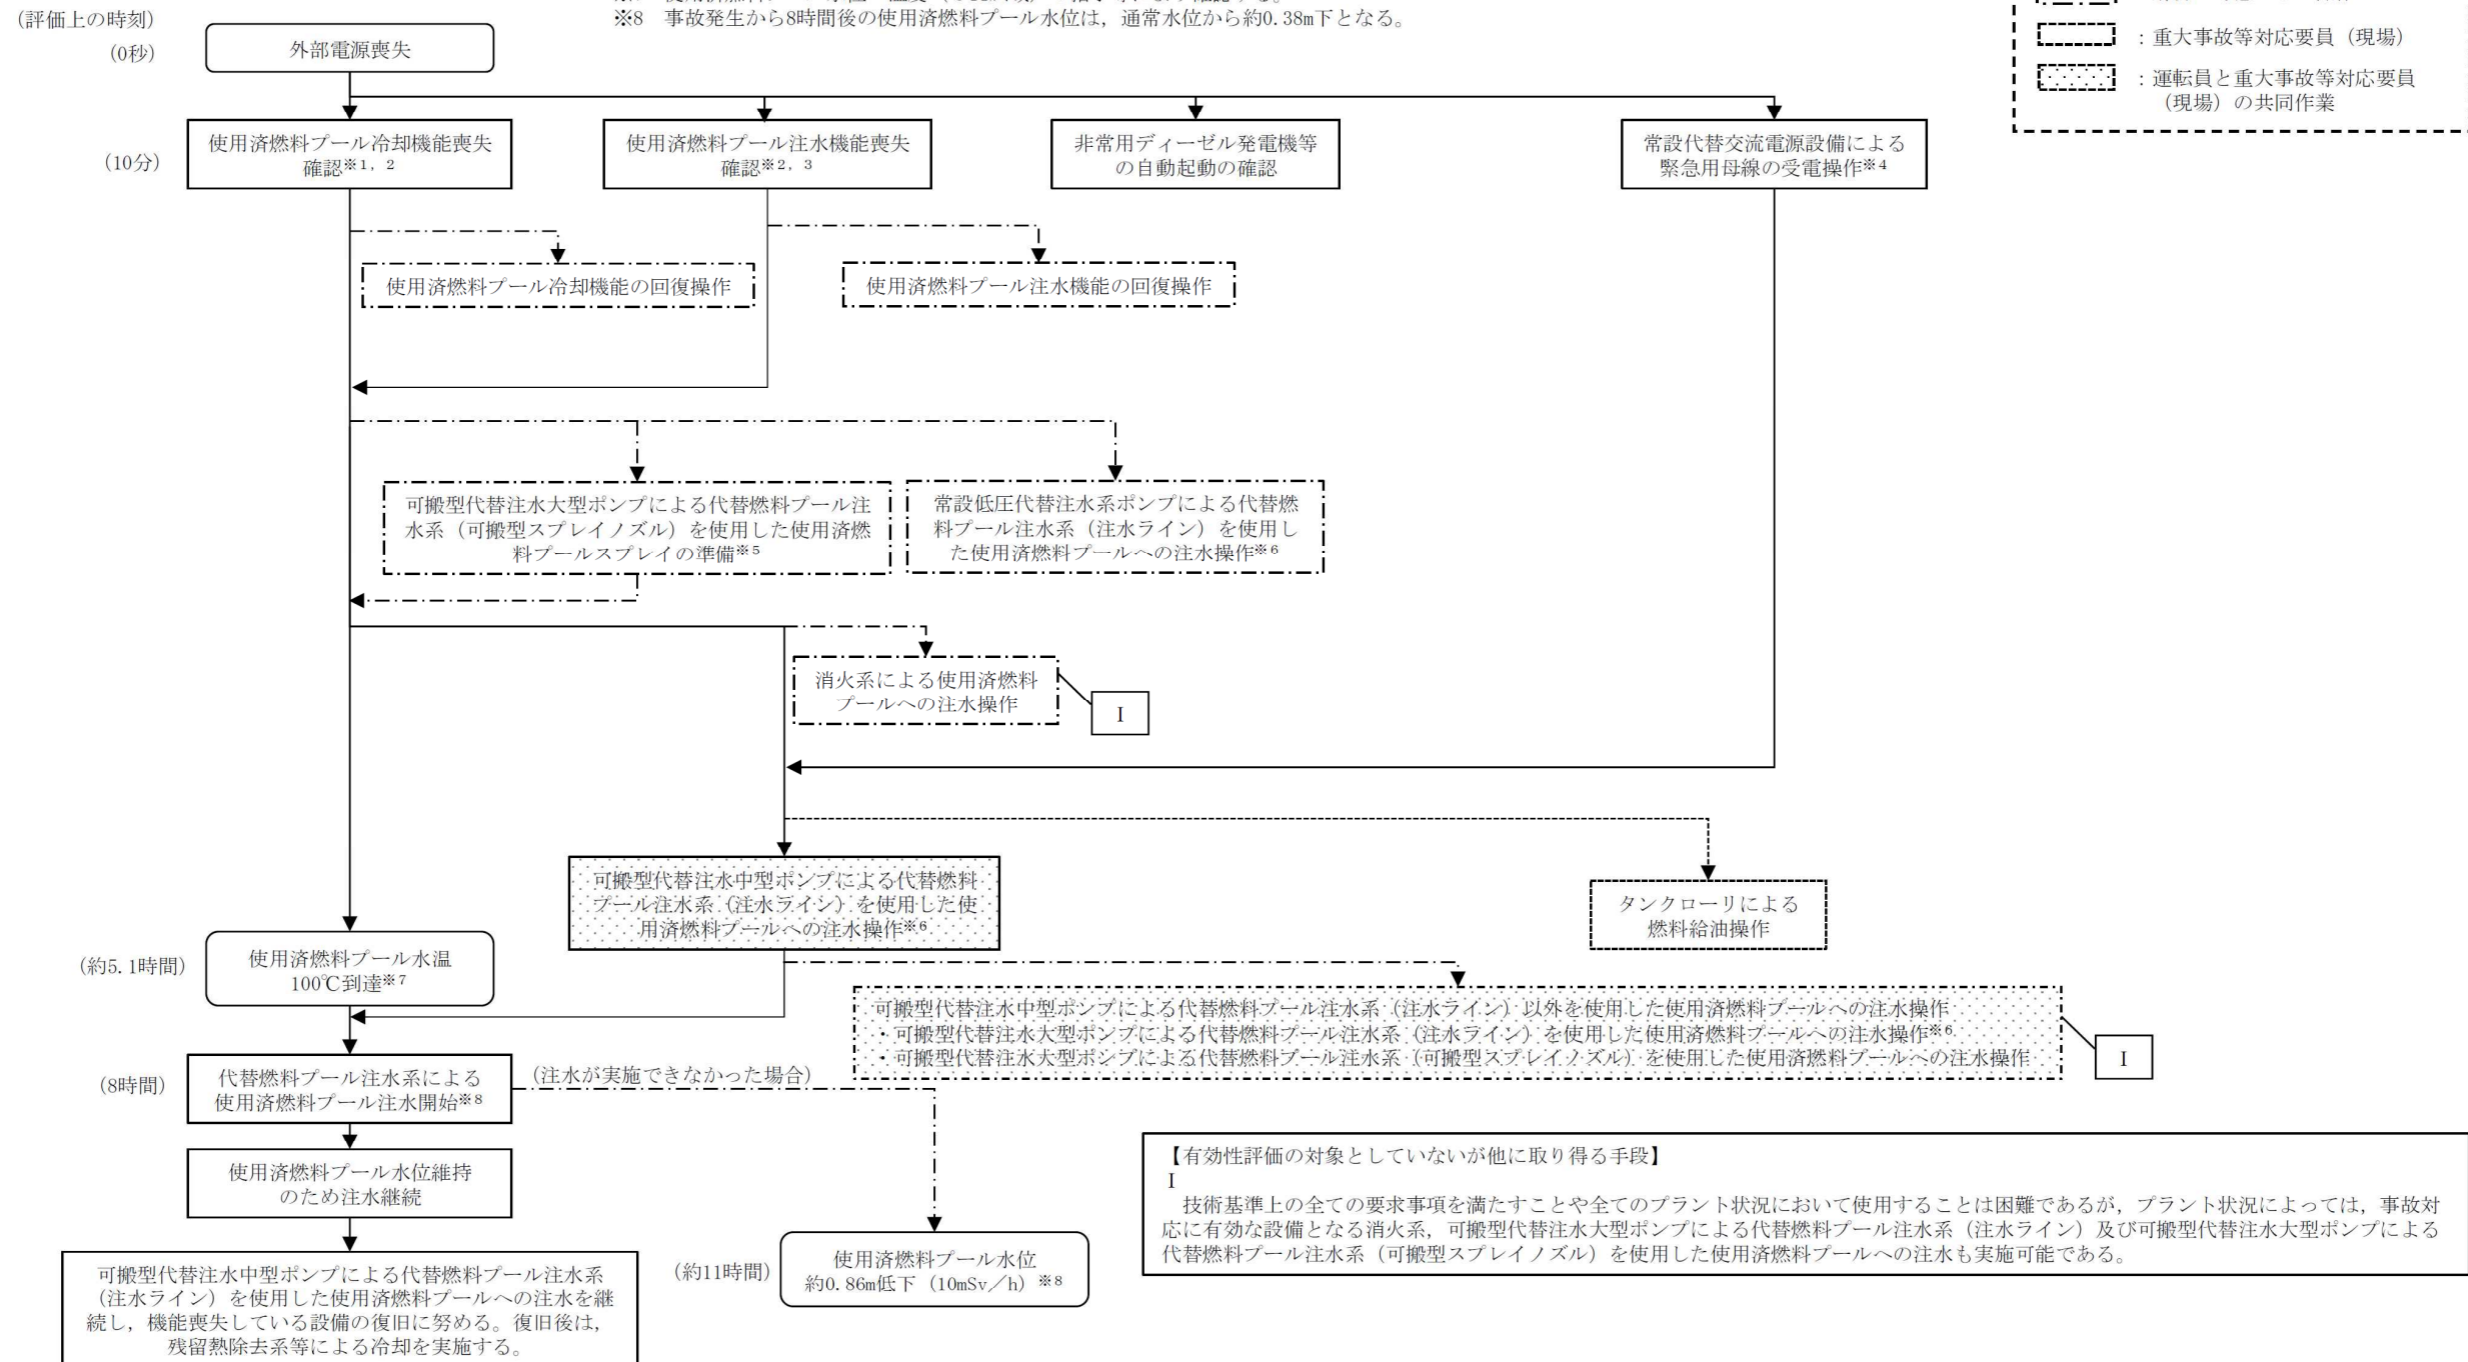 ※8 事故発生から8時間後の使用済燃料プール水位は，通常水位から約0.38m下となる。
：重大事故等対応要員（現場）
：運転員と重大事故等対応要員
（現場）の共同作業
（評価上の時刻）
（0秒）
外部電源喪失
（10分）
使用済燃料プール冷却機能喪失
確認※1，2
使用済燃料プール注水機能喪失
確認※2，3
非常用ディーゼル発電機等
の自動起動の確認
常設代替交流電源設備による
緊急用母線の受電操作※4
使用済燃料プール冷却機能の回復操作
使用済燃料プール注水機能の回復操作
可搬型代替注水大型ポンプによる代替燃料プール注
水系（可搬型スプレイノズル）を使用した使用済燃
料プールスプレイの準備※5
常設低圧代替注水系ポンプによる代替燃
料プール注水系（注水ライン）を使用し
た使用済燃料プールへの注水操作※6
消火系による使用済燃料
プールへの注水操作
I
可搬型代替注水中型ポンプによる代替燃料
プール注水系（注水ライン）を使用した使
用済燃料プールへの注水操作※6
タンクローリによる
燃料給油操作
（約5.1時間）
使用済燃料プール水温
100℃到達※7
可搬型代替注水中型ポンプによる代替燃料プール注水系（注水ライン）以外を使用した使用済燃料プールへの注水操作
・可搬型代替注水大型ポンプによる代替燃料プール注水系（注水ライン）を使用した使用済燃料プールへの注水操作※6
・可搬型代替注水大型ポンプによる代替燃料プール注水系（可搬型スプレイノズル）を使用した使用済燃料プールへの注水操作
I
（8時間）
代替燃料プール注水系による
使用済燃料プール注水開始※8
（注水が実施できなかった場合）
使用済燃料プール水位維持
のため注水継続
【有効性評価の対象としていないが他に取り得る手段】
I
技術基準上の全ての要求事項を満たすことや全てのプラント状況において使用することは困難であるが，プラント状況によっては，事故対
応に有効な設備となる消火系，可搬型代替注水大型ポンプによる代替燃料プール注水系（注水ライン）及び可搬型代替注水大型ポンプによる
代替燃料プール注水系（可搬型スプレイノズル）を使用した使用済燃料プールへの注水も実施可能である。
（約11時間）
使用済燃料プール水位
約0.86m低下（10mSv／h）※8
可搬型代替注水中型ポンプによる代替燃料プール注水系
（注水ライン）を使用した使用済燃料プールへの注水を継
続し，機能喪失している設備の復旧に努める。復旧後は，
残留熱除去系等による冷却を実施する。